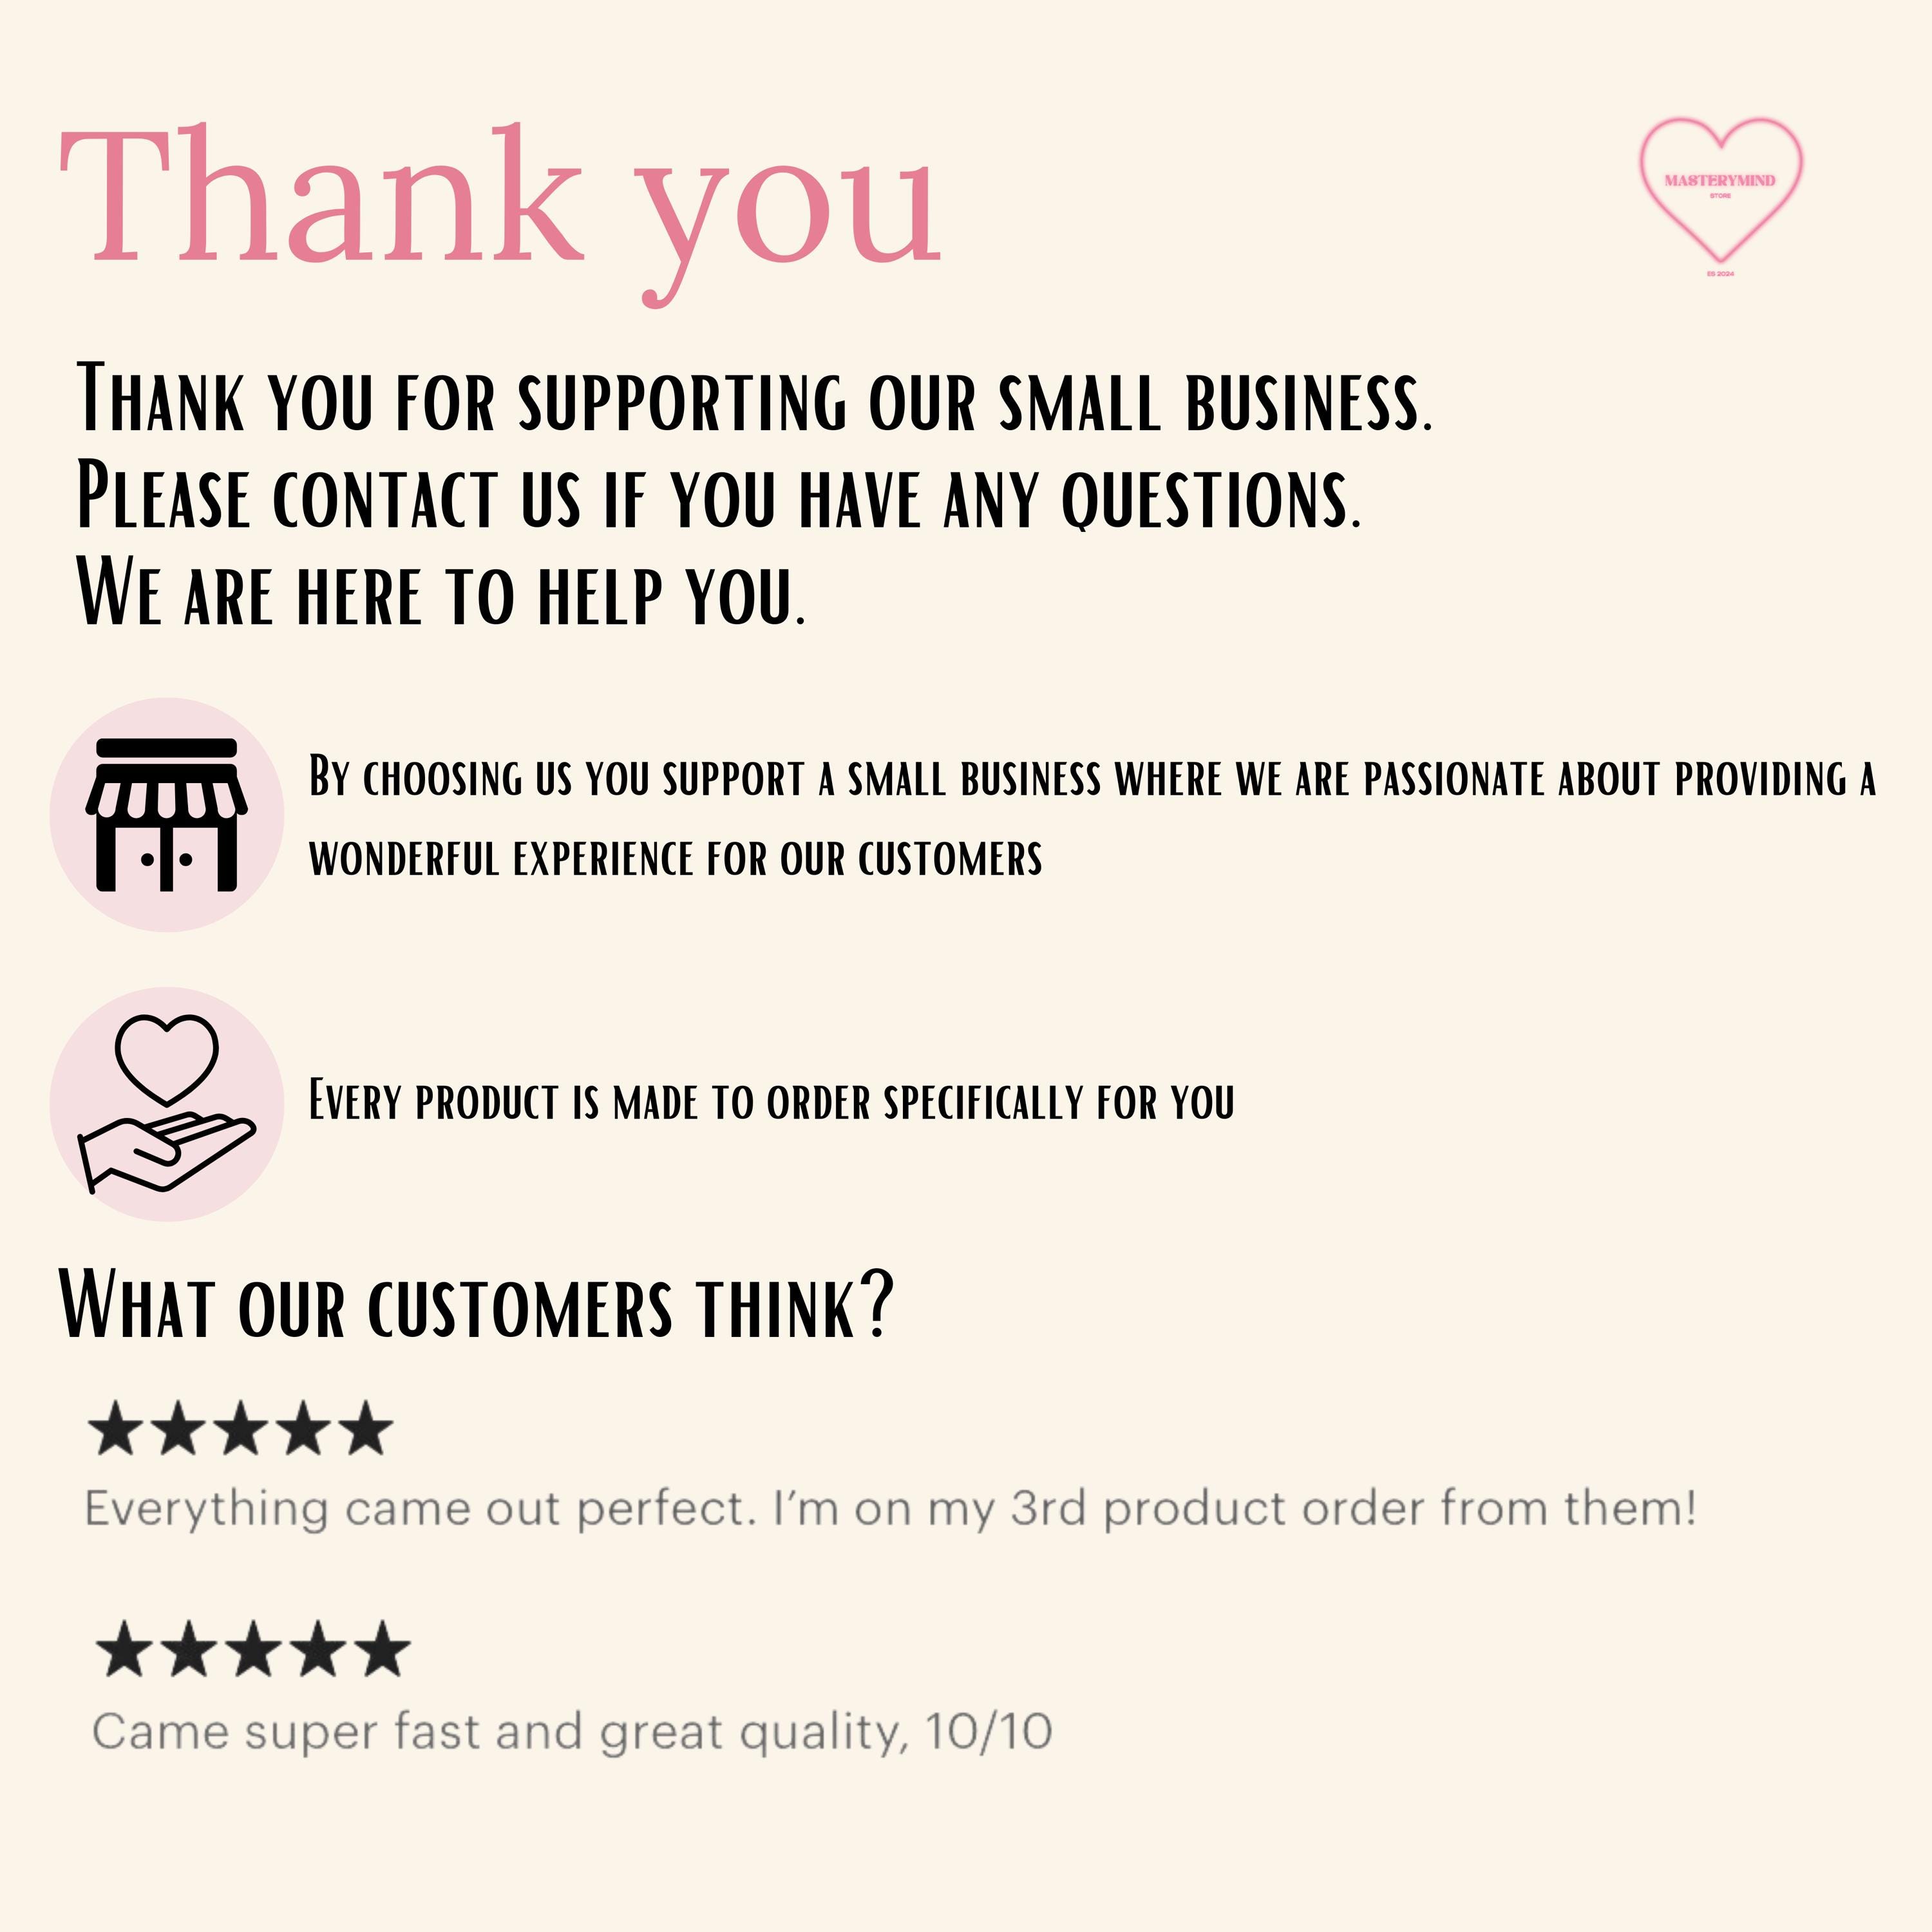 Thank you
MASTERYMIND
STORE
ES 2024
Thank you for supporting our small business.
Please contact us if you have any questions.
We are here to help you.
By choosing us you support a small business where we are passionate about providing a
wonderful experience for our customers
Every product is made to order specifically for you
What our customers think?
★★★★★
Everything came out perfect. I’m on my 3rd product order from them!
★★★★★
Came super fast and great quality, 10/10